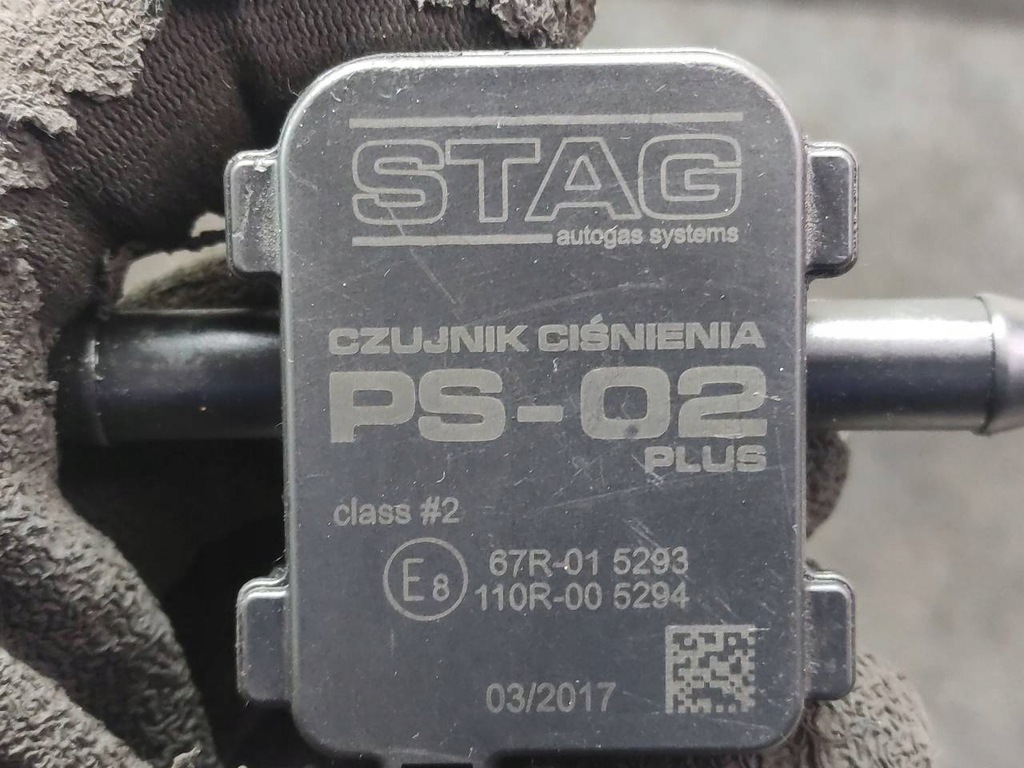 STAG
autogas systems
CZUJNIK CIŚNIENIA
PS-02
PLUS
class #2
E8 67R-01 5293
110R-00 5294
03/2017